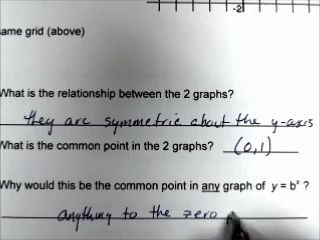 -2
ame grid (above)
What is the relationship between the 2 graphs?
they are symmetric about the y-axis
What is the common point in the 2 graphs? (0,1)
Why would this be the common point in any graph of y = bˣ ?
anything to the zero